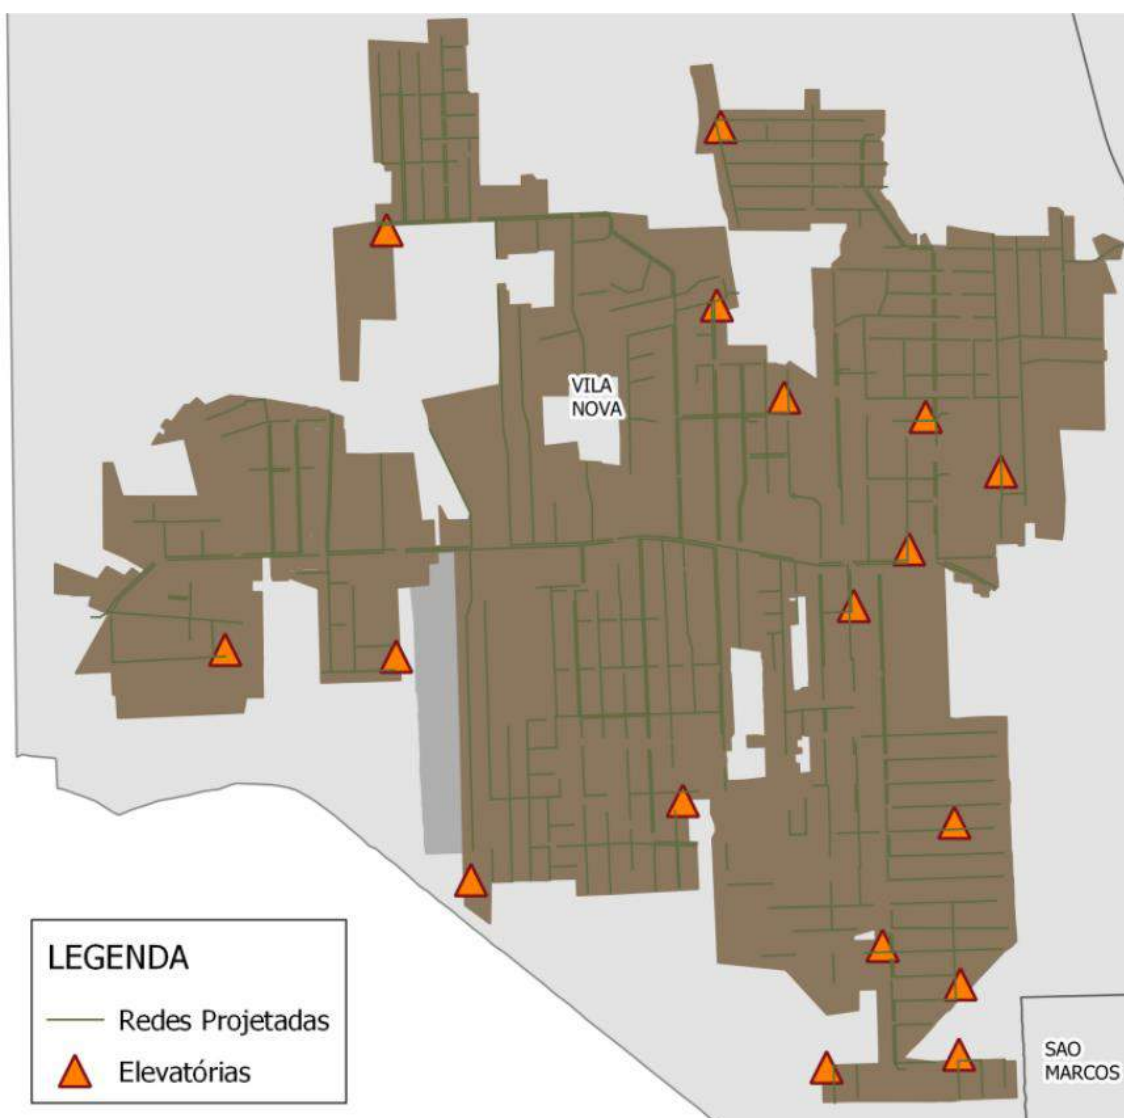 VILA
NOVA
LEGENDA
Redes Projetadas
Elevatórias
SAO
MARCOS